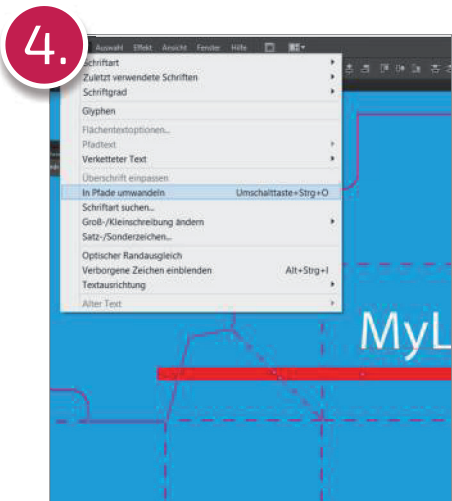 4.
Auswahl Effekt Ansicht Fenster Hilfe
Schriftart
Zuletzt verwendete Schriften
Schriftgrad
Glyphen
Flächentextoptionen...
Pfadtext
Verketteter Text
Überschrift einpassen
In Pfade umwandeln Umschalttaste+Strg+O
Schriftart suchen...
Groß-/Kleinschreibung ändern
Satz-/Sonderzeichen...
Optischer Randausgleich
Verborgene Zeichen einblenden Alt+Strg+I
Textausrichtung
Alter Text
MyL